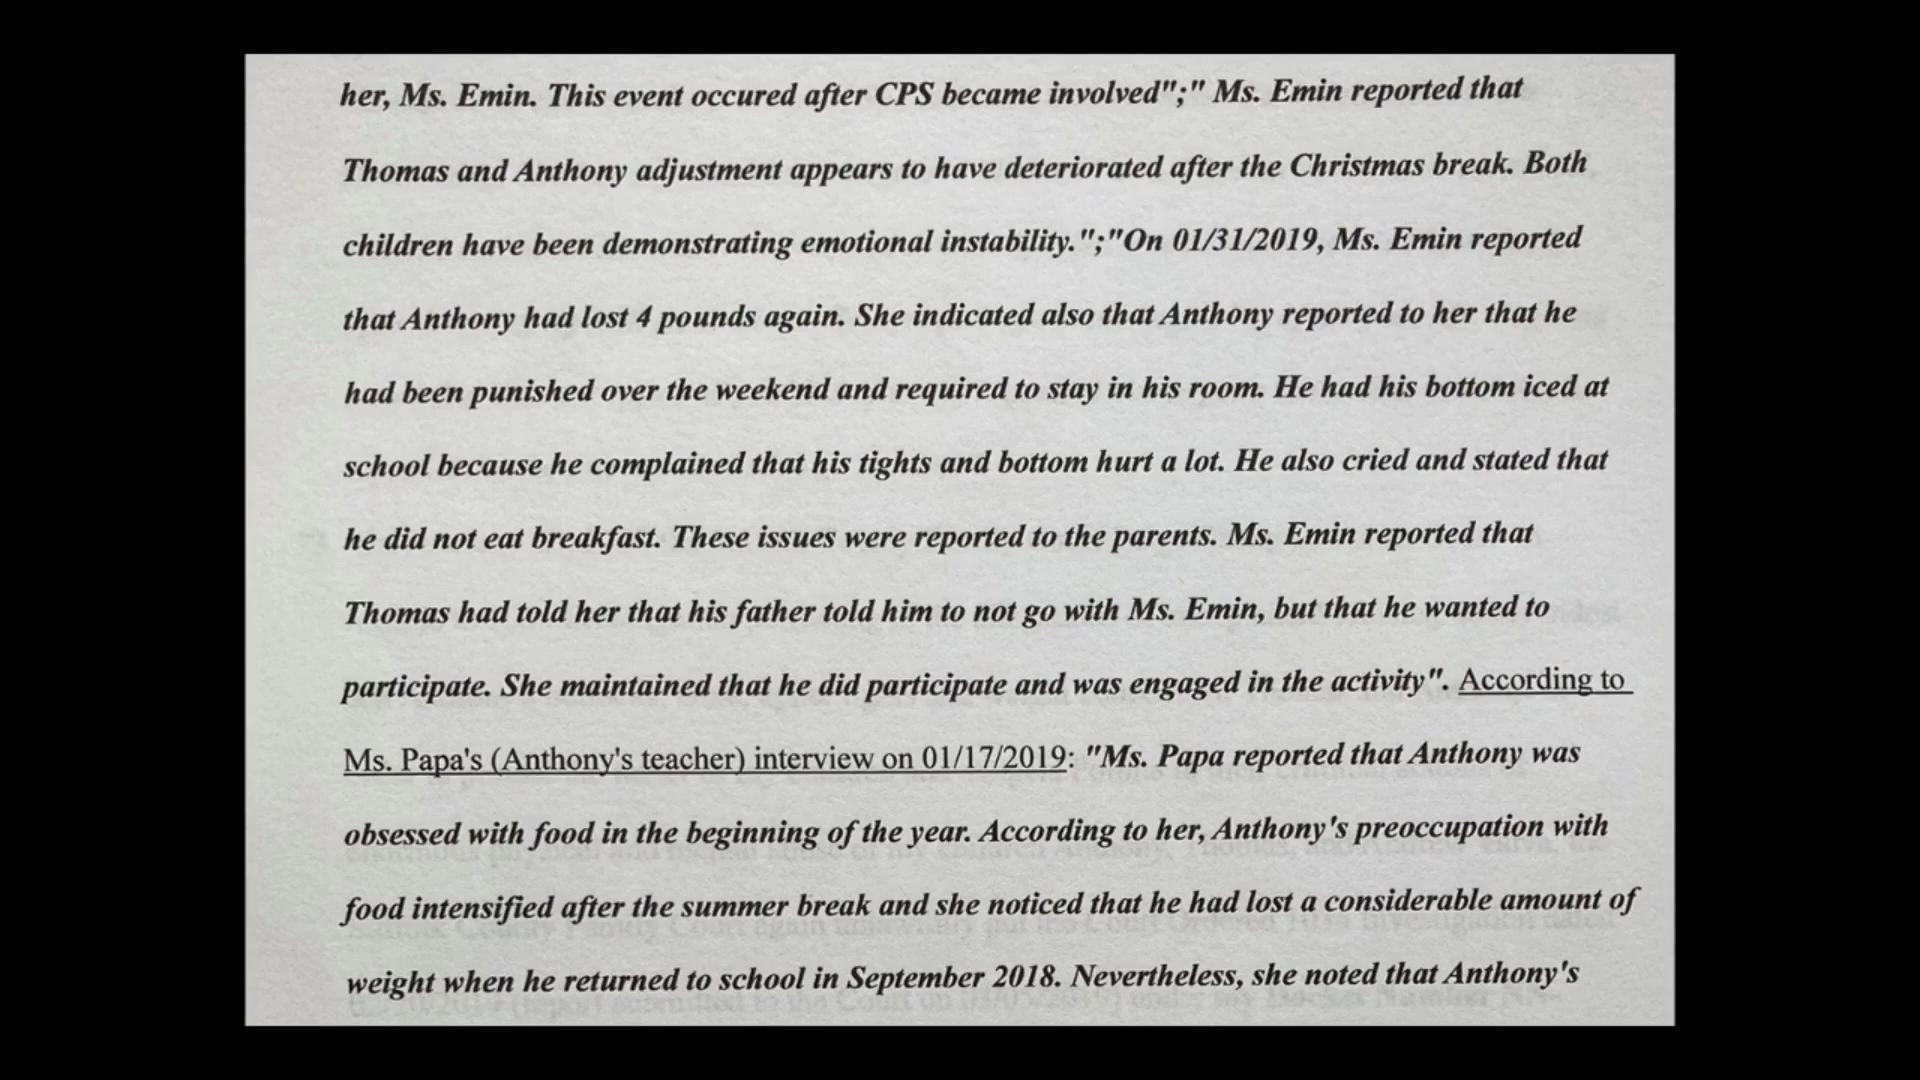 her, Ms. Emin. This event occured after CPS became involved";" Ms. Emin reported that
Thomas and Anthony adjustment appears to have deteriorated after the Christmas break. Both
children have been demonstrating emotional instability.";"On 01/31/2019, Ms. Emin reported
that Anthony had lost 4 pounds again. She indicated also that Anthony reported to her that he
had been punished over the weekend and required to stay in his room. He had his bottom iced at
school because he complained that his tights and bottom hurt a lot. He also cried and stated that
he did not eat breakfast. These issues were reported to the parents. Ms. Emin reported that
Thomas had told her that his father told him to not go with Ms. Emin, but that he wanted to
participate. She maintained that he did participate and was engaged in the activity". According to
Ms. Papa's (Anthony's teacher) interview on 01/17/2019: "Ms. Papa reported that Anthony was
obsessed with food in the beginning of the year. According to her, Anthony's preoccupation with
food intensified after the summer break and she noticed that he had lost a considerable amount of
weight when he returned to school in September 2018. Nevertheless, she noted that Anthony's